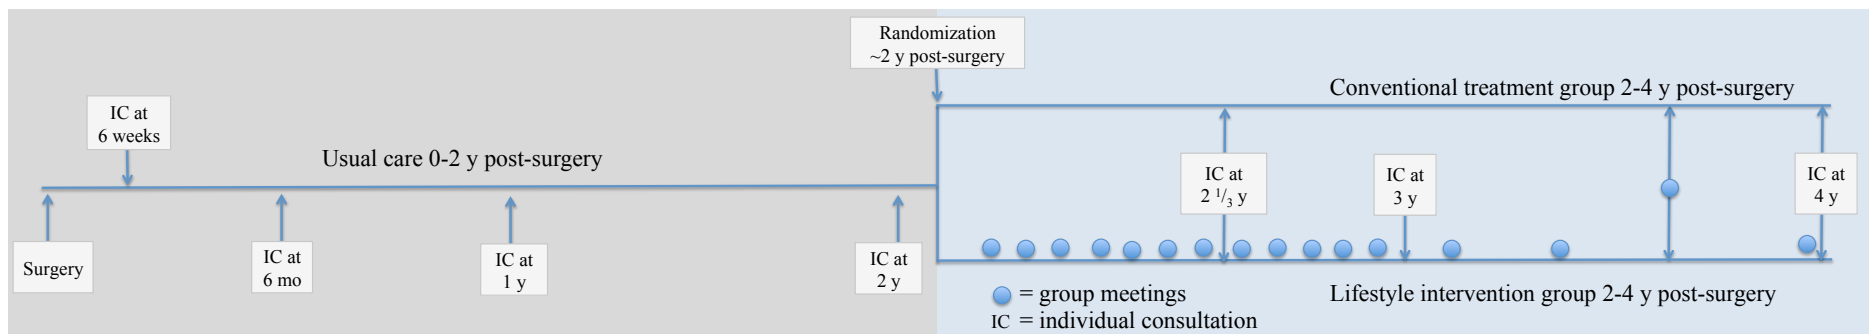 Randomization
~2 y post-surgery
Conventional treatment group 2-4 y post-surgery
IC at
6 weeks
Usual care 0-2 y post-surgery
IC at
2 1/3 y
IC at
3 y
IC at
4 y
Surgery
IC at
6 mo
IC at
1 y
IC at
2 y
= group meetings
IC = individual consultation
Lifestyle intervention group 2-4 y post-surgery